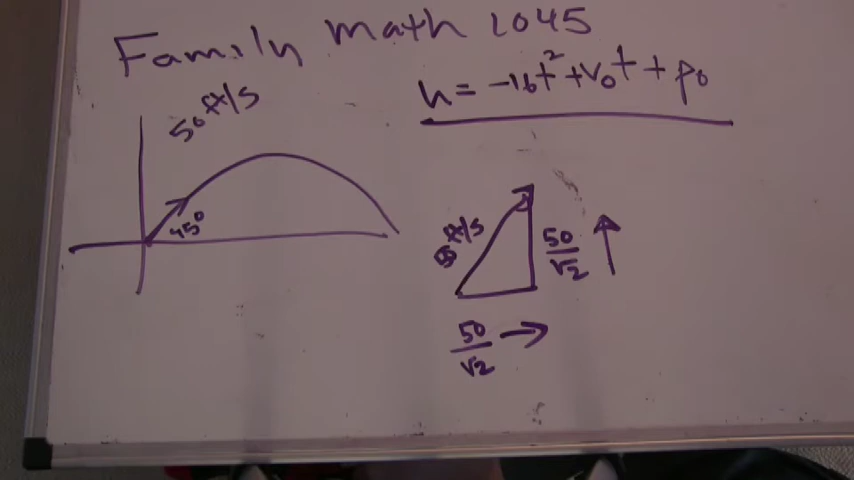 Family math 1045
h = -16t² + v₀t + p₀
50 ft/s
45°
50 ft/s
50/√2 ↑
50/√2 →